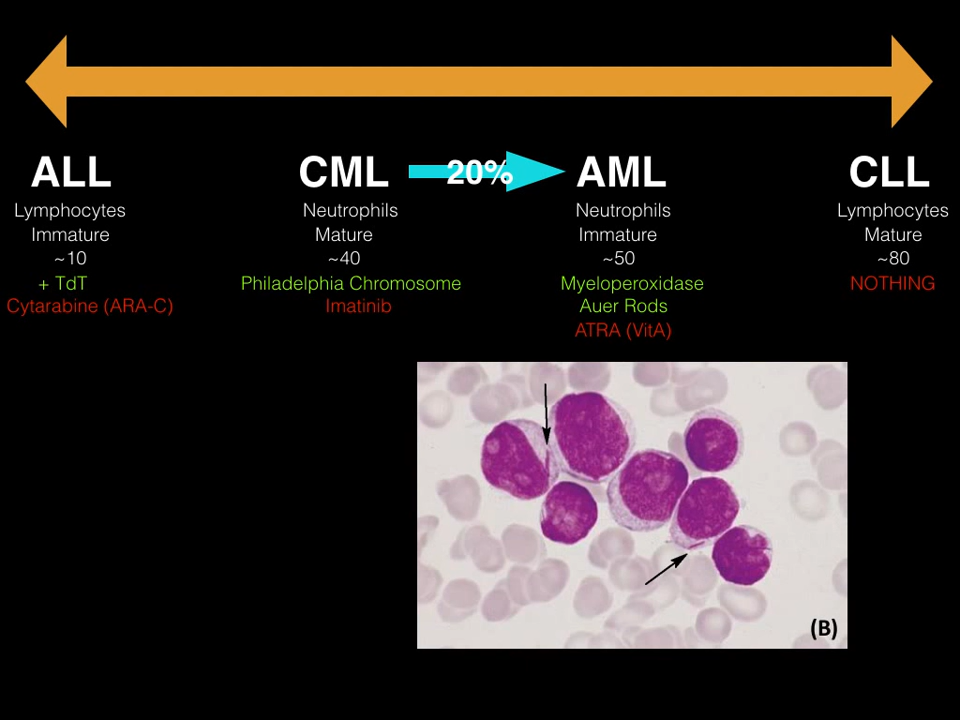 ALL
Lymphocytes
Immature
~10
+ TdT
Cytarabine (ARA-C)
CML
Neutrophils
Mature
~40
Philadelphia Chromosome
Imatinib
20%
AML
Neutrophils
Immature
~50
Myeloperoxidase
Auer Rods
ATRA (VitA)
CLL
Lymphocytes
Mature
~80
NOTHING
(B)